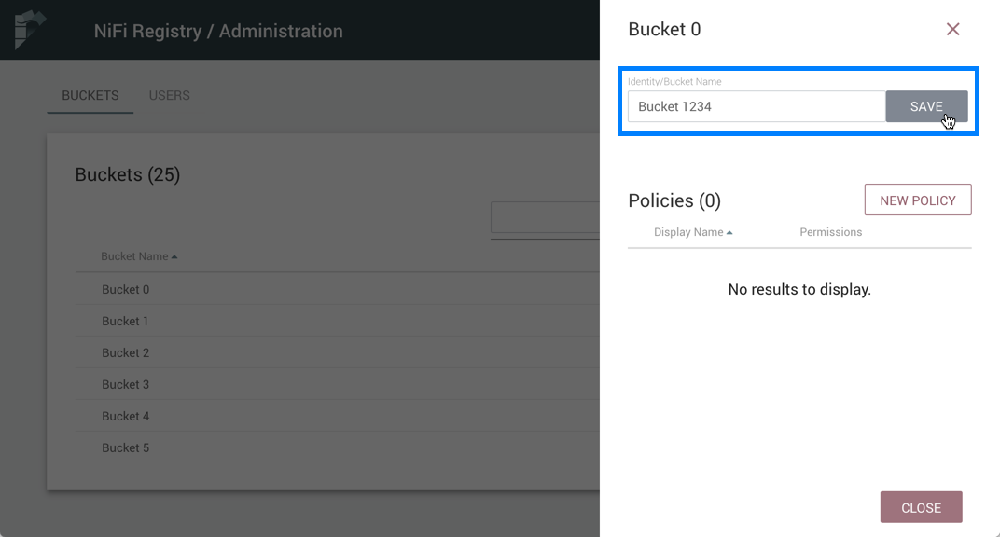 NiFi Registry / Administration
BUCKETS
USERS
Buckets (25)
Bucket Name
Bucket 0
Bucket 1
Bucket 2
Bucket 3
Bucket 4
Bucket 5
Bucket 0
Identity/Bucket Name
Bucket 1234
SAVE
Policies (0)
NEW POLICY
Display Name
Permissions
No results to display.
CLOSE